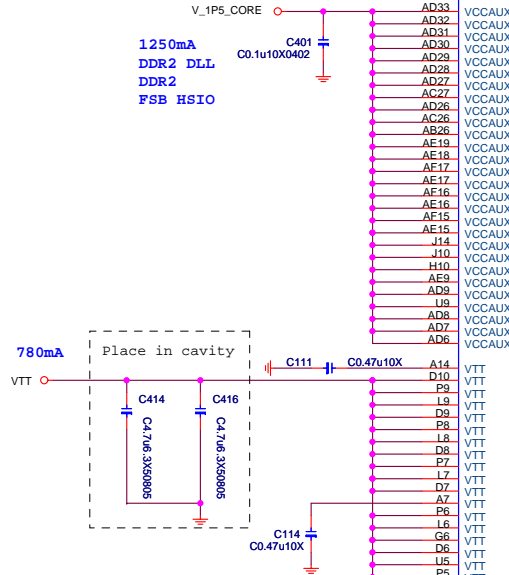 V_1P5_CORE
1250mA
DDR2 DLL
DDR2
FSB HSIO
C401
C0.1u10X0402
AD33 VCCAUX
AD32 VCCAUX
AD31 VCCAUX
AD30 VCCAUX
AD29 VCCAUX
AD28 VCCAUX
AD27 VCCAUX
AC27 VCCAUX
AD26 VCCAUX
AC26 VCCAUX
AB26 VCCAUX
AE19 VCCAUX
AE18 VCCAUX
AF17 VCCAUX
AE17 VCCAUX
AF16 VCCAUX
AE16 VCCAUX
AF15 VCCAUX
AE15 VCCAUX
J14 VCCAUX
J10 VCCAUX
H10 VCCAUX
AE9 VCCAUX
AD9 VCCAUX
U9 VCCAUX
AD8 VCCAUX
AD7 VCCAUX
AD6 VCCAUX
780mA
VTT
Place in cavity
C414
C4.7u6.3X50805
C416
C4.7u6.3X50805
C111
C0.47u10X
C114
C0.47u10X
A14 VTT
D10 VTT
P9 VTT
L9 VTT
D9 VTT
P8 VTT
L8 VTT
D8 VTT
P7 VTT
L7 VTT
D7 VTT
A7 VTT
P6 VTT
L6 VTT
G6 VTT
D6 VTT
U5 VTT
P5 VTT